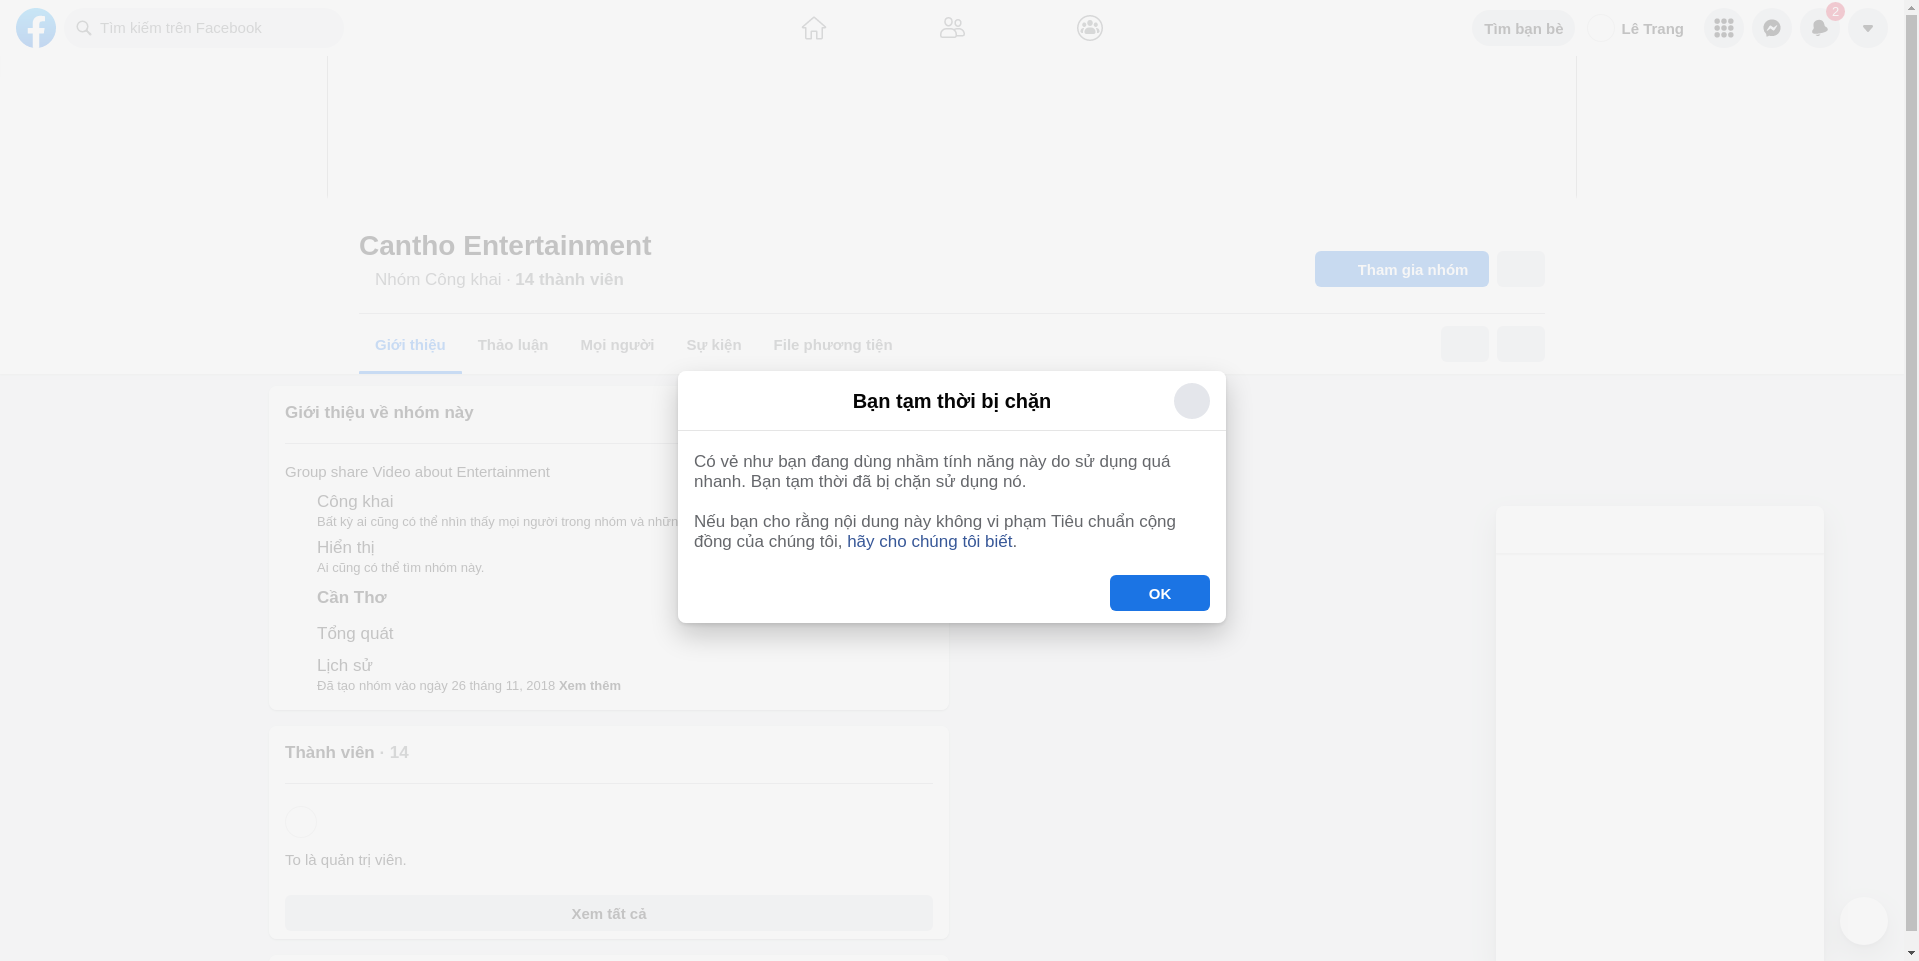 Tìm kiếm trên Facebook
Tìm bạn bè
Lê Trang
2
Cantho Entertainment
Nhóm Công khai · 14 thành viên
Tham gia nhóm
Giới thiệu
Thảo luận
Mọi người
Sự kiện
File phương tiện
Giới thiệu về nhóm này
Group share Video about Entertainment
Công khai
Bất kỳ ai cũng có thể nhìn thấy mọi người trong nhóm và nhữn
Hiển thị
Ai cũng có thể tìm nhóm này.
Cần Thơ
Tổng quát
Lịch sử
Đã tạo nhóm vào ngày 26 tháng 11, 2018 Xem thêm
Thành viên · 14
To là quản trị viên.
Xem tất cả
Bạn tạm thời bị chặn
Có vẻ như bạn đang dùng nhầm tính năng này do sử dụng quá
nhanh. Bạn tạm thời đã bị chặn sử dụng nó.
Nếu bạn cho rằng nội dung này không vi phạm Tiêu chuẩn cộng
đồng của chúng tôi, hãy cho chúng tôi biết.
OK